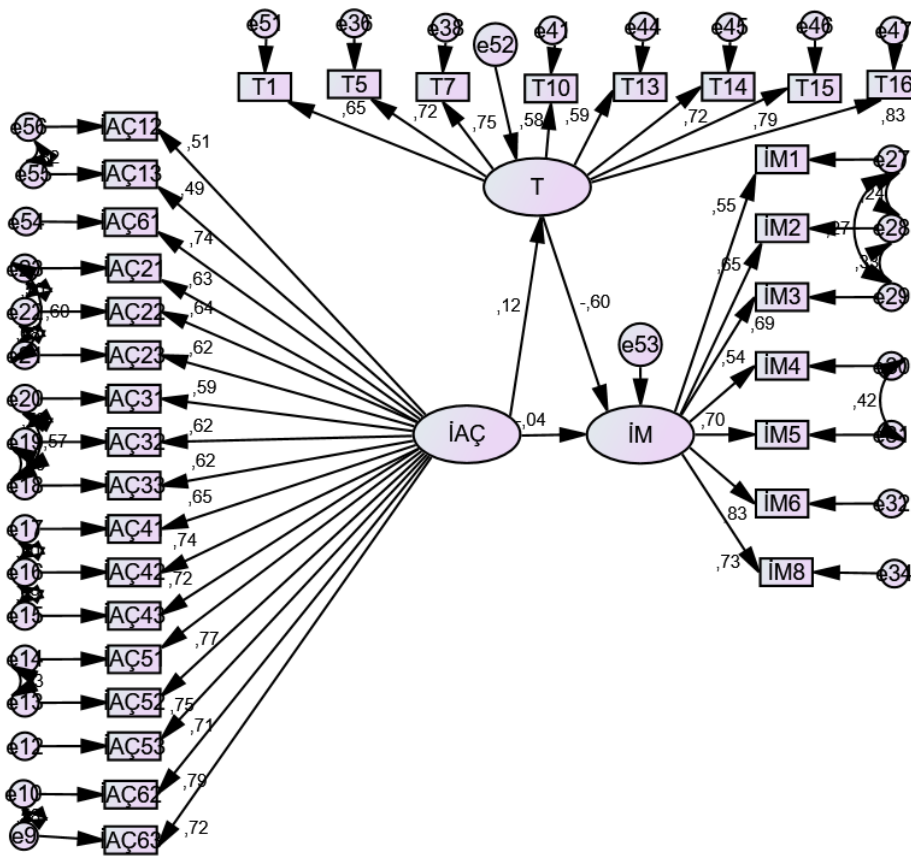 e51 e36 e38 e52 e41 e44 e45 e46 e47
T1 T5 T7 T10 T13 T14 T15 T16
,65 ,72 ,75 ,58 ,59 ,72 ,79 ,83
T
e56 İAÇ12 ,51
e55 İAÇ13 ,49
e54 İAÇ61 ,74
İAÇ21 ,63
e22 ,60 İAÇ22 ,64
İAÇ23 ,62
e20 İAÇ31 ,59
e19 ,57 İAÇ32 ,62
e18 İAÇ33 ,62
e17 İAÇ41 ,65
e16 İAÇ42 ,74
e15 İAÇ43 ,72
e14 İAÇ51 ,77
e13 İAÇ52 ,75
e12 İAÇ53 ,71
e10 İAÇ62 ,79
e9 İAÇ63 ,72
İAÇ
,12
-,60
-,04
e53
İM
,55 İM1 e27
,24
,65 İM2 ,27 e28
,33
,69 İM3 e29
,54 İM4
,42
,70 İM5
,83 İM6 e32
,73 İM8 e34